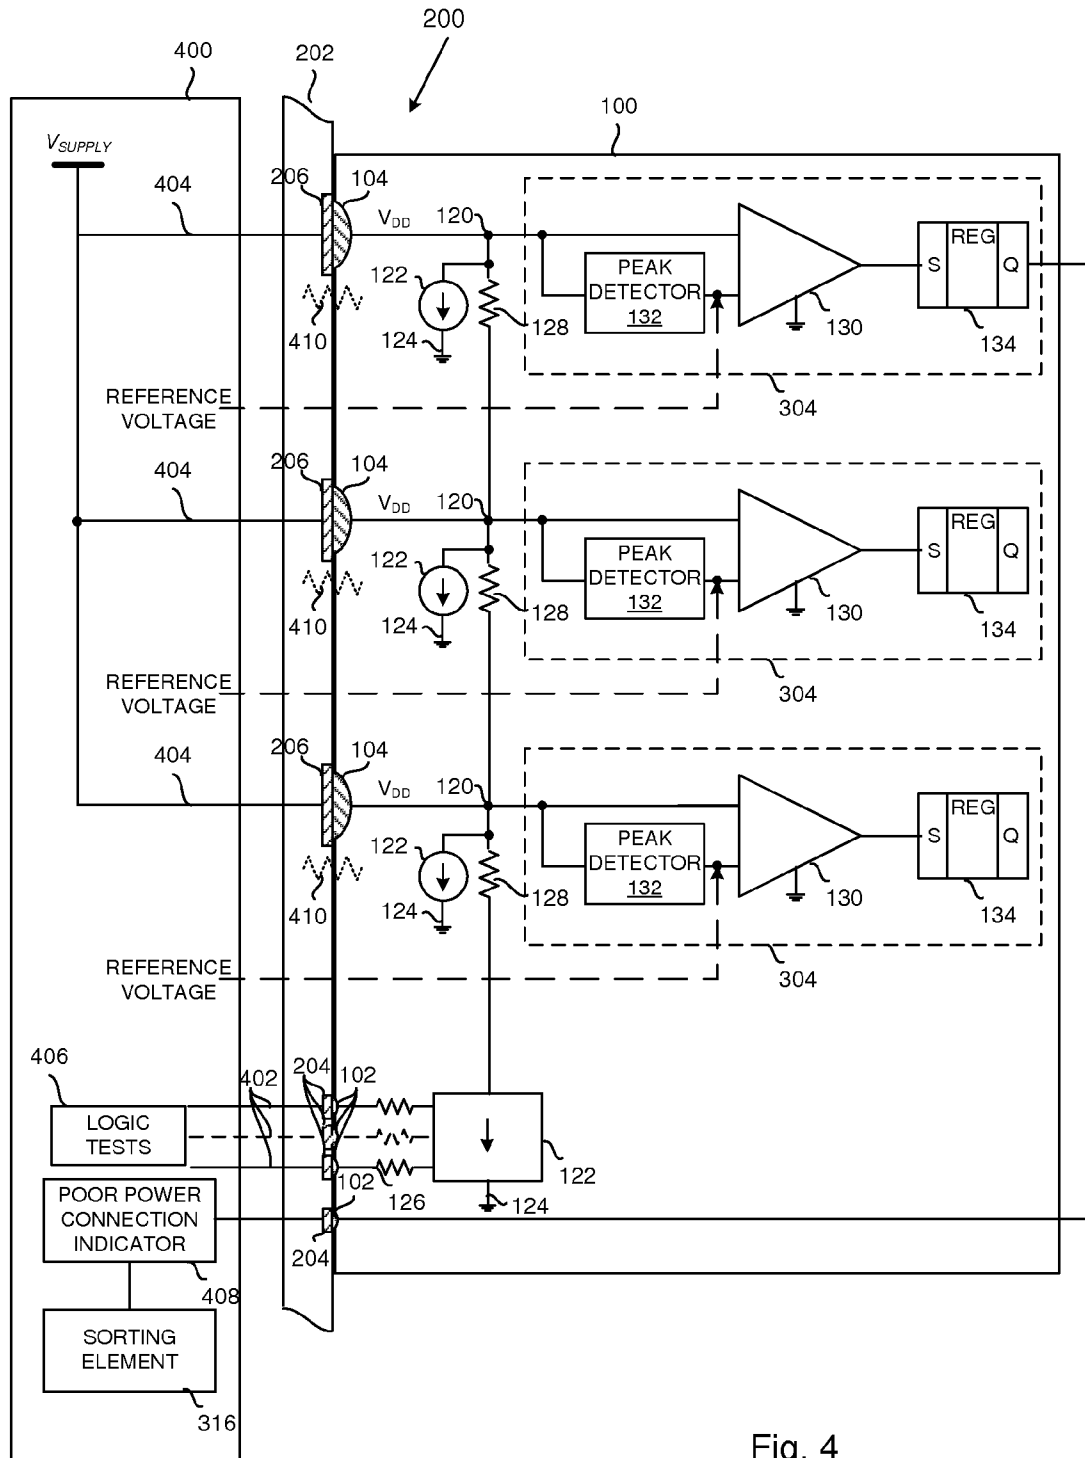 200
400
202
100
VSUPPLY
404
206
104
VDD
120
PEAK
DETECTOR
132
REG
S
Q
122
124
128
130
134
410
REFERENCE
VOLTAGE
304
404
206
104
VDD
120
PEAK
DETECTOR
132
REG
S
Q
122
124
128
130
134
410
REFERENCE
VOLTAGE
304
404
206
104
VDD
120
PEAK
DETECTOR
132
REG
S
Q
122
124
128
130
134
410
REFERENCE
VOLTAGE
304
406
402
204
102
LOGIC
TESTS
122
102
126
124
POOR POWER
CONNECTION
INDICATOR
204
408
SORTING
ELEMENT
316
Fig. 4